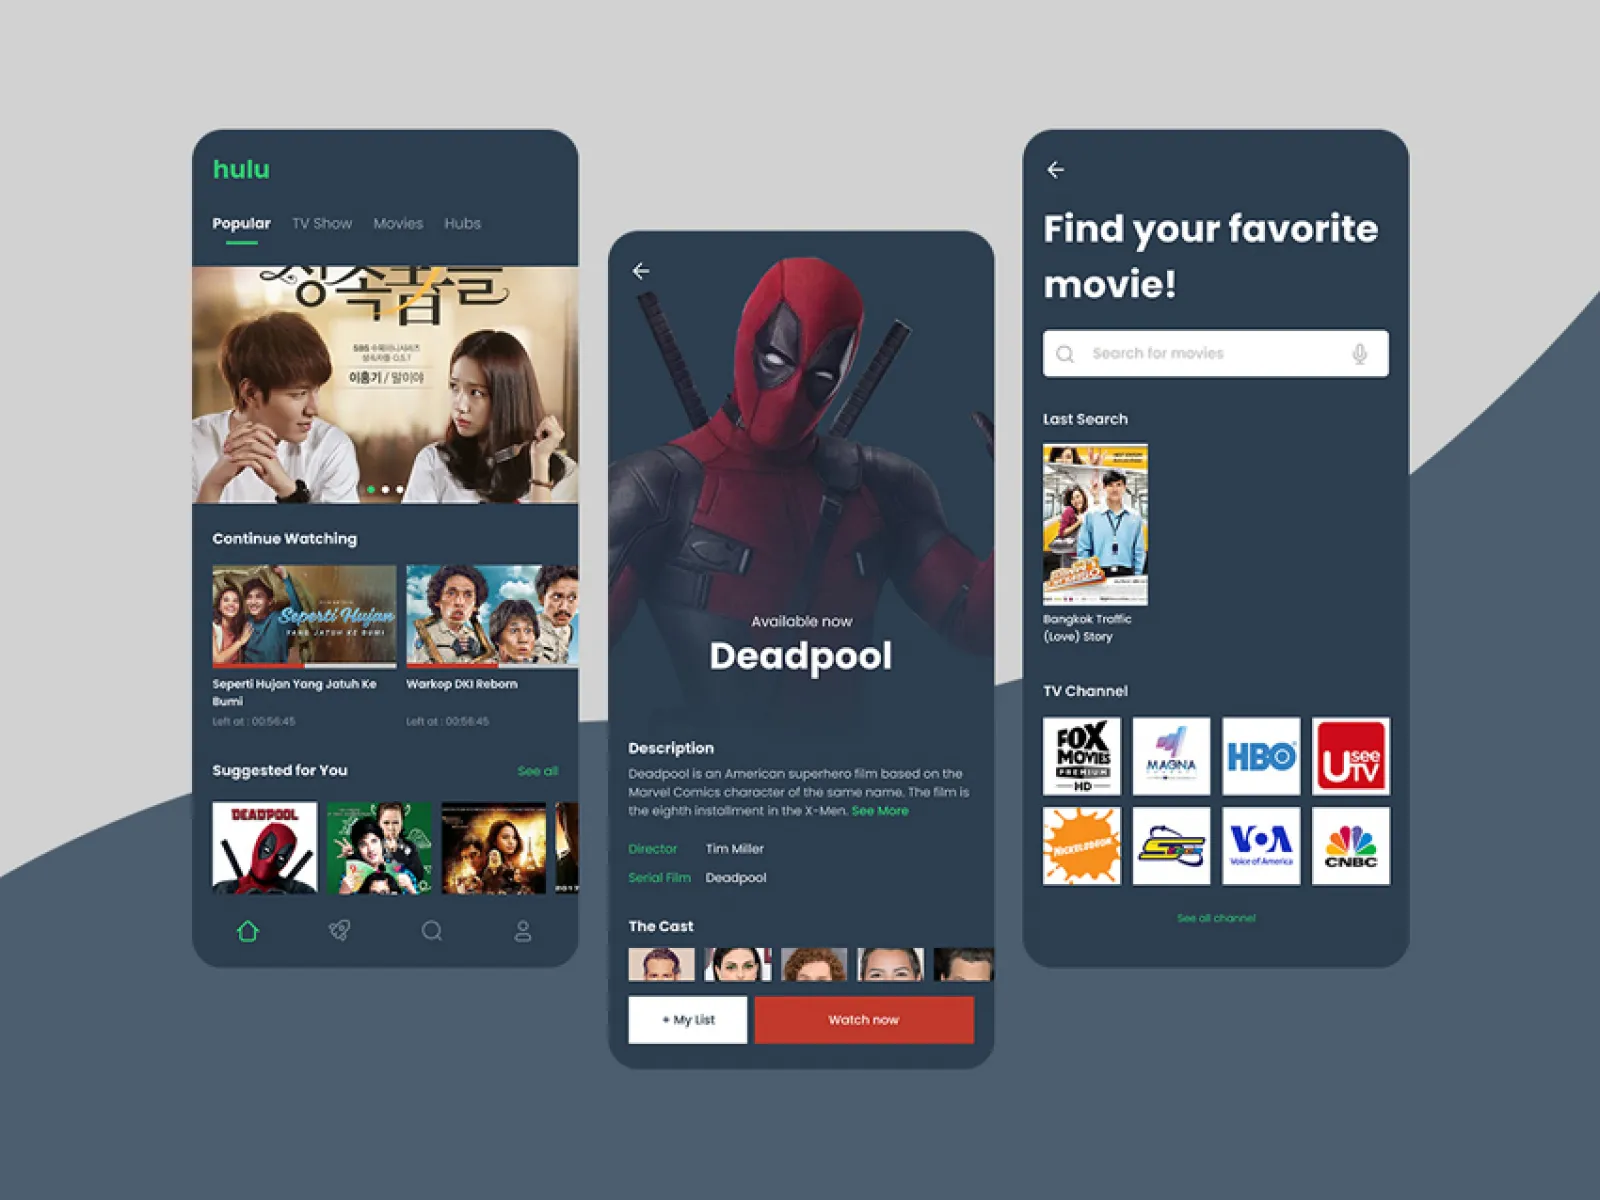 hulu
Popular TV Show Movies Hubs
상속자들
SBS 수목미니시리즈
상속자들 O.S.T
이홍기 / 말이야
Continue Watching
Seperti Hujan
YANG JATUH KE BUMI
Seperti Hujan Yang Jatuh Ke
Bumi
Left at : 00:56:45
Warkop DKI Reborn
Left at : 00:56:45
Suggested for You See all
DEADPOOL
2017
Available now
Deadpool
Description
Deadpool is an American superhero film based on the
Marvel Comics character of the same name. The film is
the eighth installment in the X-Men. See More
Director Tim Miller
Serial Film Deadpool
The Cast
+ My List Watch now
Find your favorite
movie!
Search for movies
Last Search
Bangkok Traffic
(Love) Story
TV Channel
FOX
MOVIES
PREMIUM
HD
MAGNA
HBO
Usee
TV
NICKELODEON
VOA
Voice of America
CNBC
See all channel